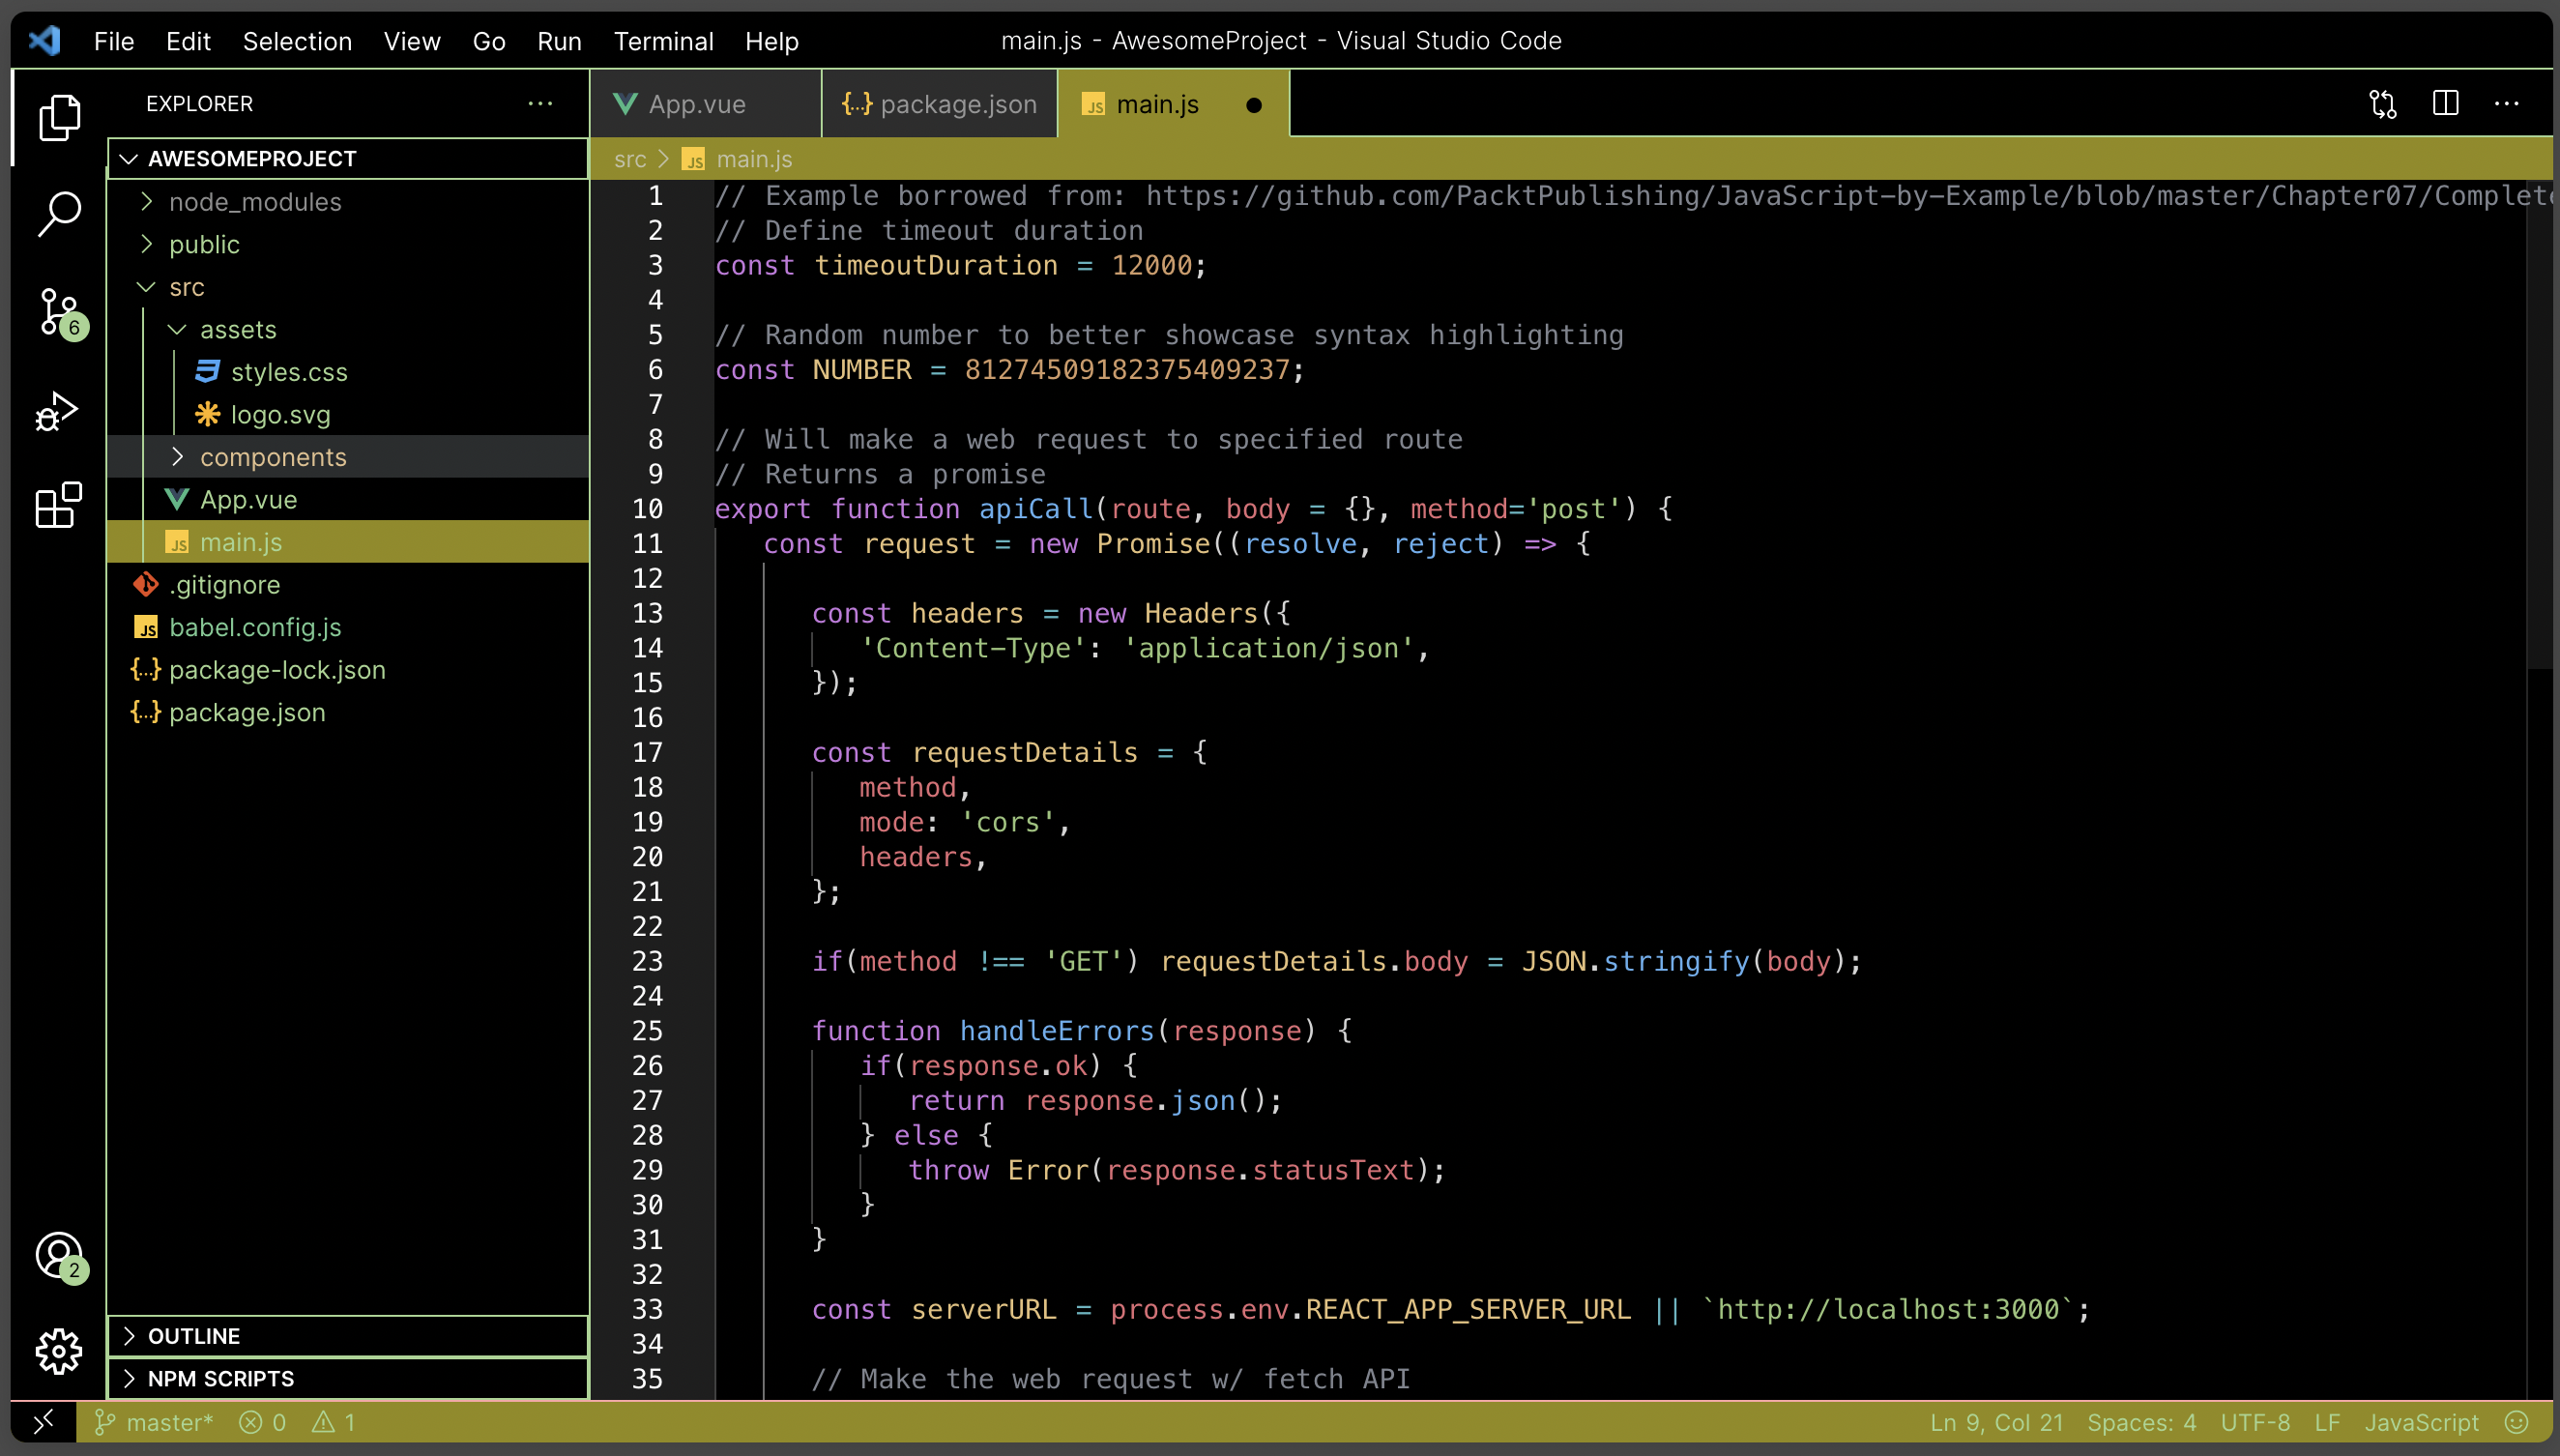 File Edit Selection View Go Run Terminal Help
main.js - AwesomeProject - Visual Studio Code
EXPLORER
AWESOMEPROJECT
node_modules
public
src
assets
styles.css
logo.svg
components
App.vue
main.js
.gitignore
babel.config.js
package-lock.json
package.json
OUTLINE
NPM SCRIPTS
6
2
App.vue
package.json
main.js
src > main.js
1 // Example borrowed from: https://github.com/PacktPublishing/JavaScript-by-Example/blob/master/Chapter07/Complete
2 // Define timeout duration
3 const timeoutDuration = 12000;
4
5 // Random number to better showcase syntax highlighting
6 const NUMBER = 81274509182375409237;
7
8 // Will make a web request to specified route
9 // Returns a promise
10 export function apiCall(route, body = {}, method='post') {
11 const request = new Promise((resolve, reject) => {
12
13 const headers = new Headers({
14 'Content-Type': 'application/json',
15 });
16
17 const requestDetails = {
18 method,
19 mode: 'cors',
20 headers,
21 };
22
23 if(method !== 'GET') requestDetails.body = JSON.stringify(body);
24
25 function handleErrors(response) {
26 if(response.ok) {
27 return response.json();
28 } else {
29 throw Error(response.statusText);
30 }
31 }
32
33 const serverURL = process.env.REACT_APP_SERVER_URL || `http://localhost:3000`;
34
35 // Make the web request w/ fetch API
master* 0 1
Ln 9, Col 21 Spaces: 4 UTF-8 LF JavaScript